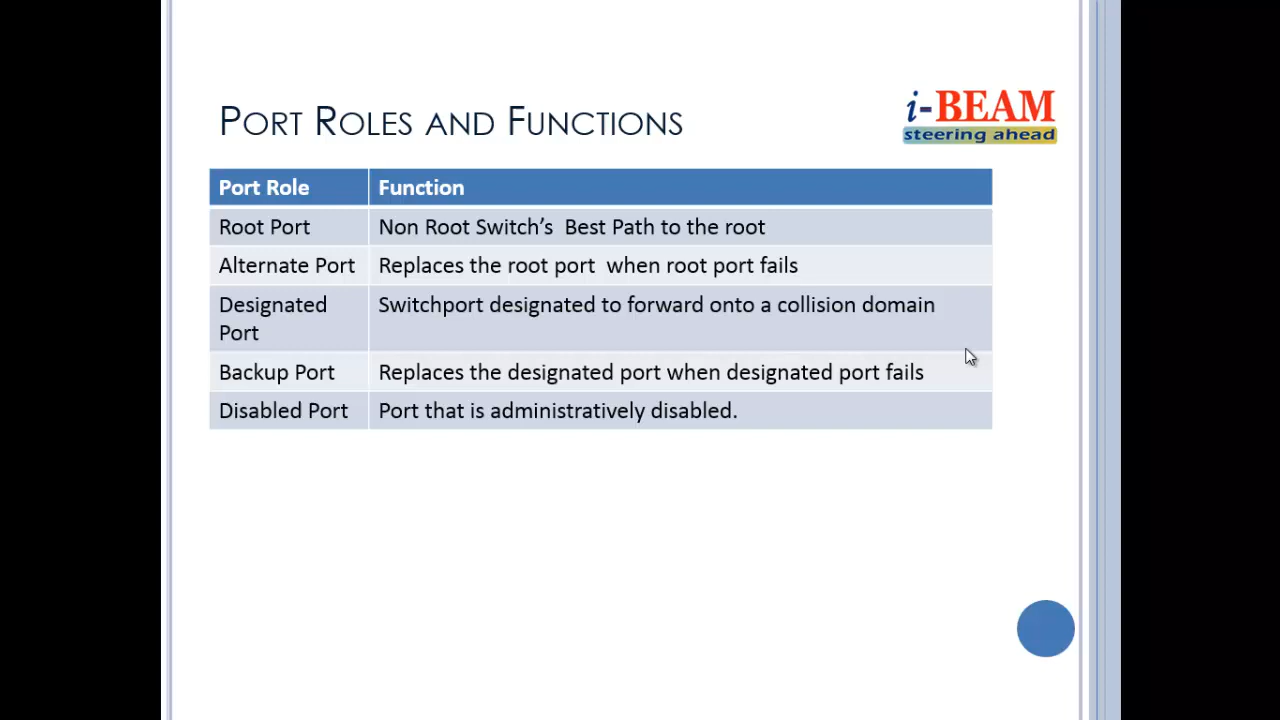 PORT ROLES AND FUNCTIONS
i-BEAM
steering ahead
Port Role Function
Root Port Non Root Switch's Best Path to the root
Alternate Port Replaces the root port when root port fails
Designated Port Switchport designated to forward onto a collision domain
Backup Port Replaces the designated port when designated port fails
Disabled Port Port that is administratively disabled.